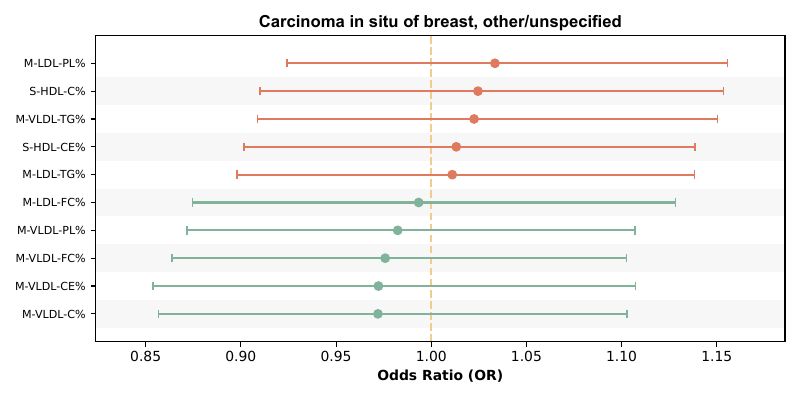 Carcinoma in situ of breast, other/unspecified
M-LDL-PL%
S-HDL-C%
M-VLDL-TG%
S-HDL-CE%
M-LDL-TG%
M-LDL-FC%
M-VLDL-PL%
M-VLDL-FC%
M-VLDL-CE%
M-VLDL-C%
0.85 0.90 0.95 1.00 1.05 1.10 1.15
Odds Ratio (OR)